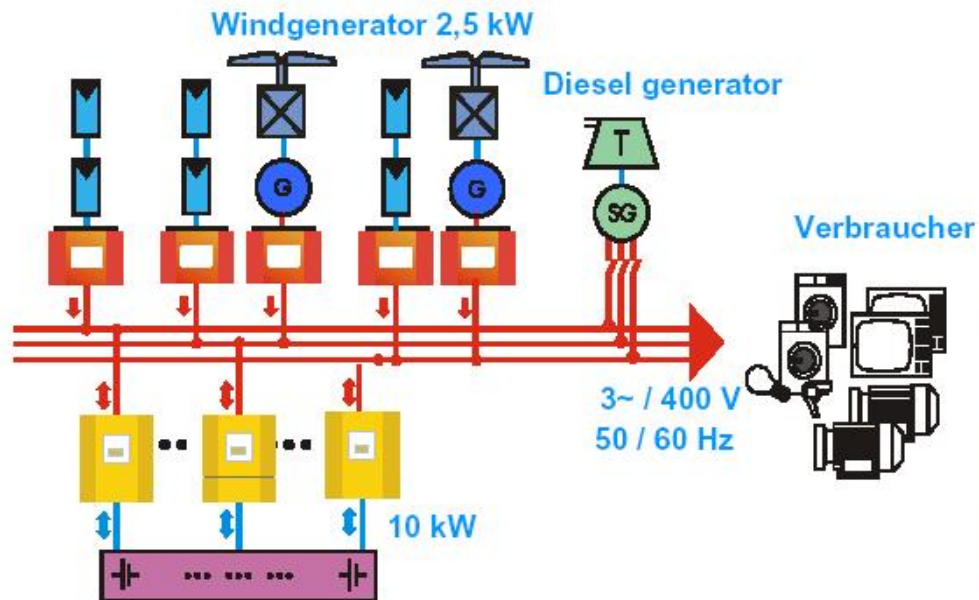 Windgenerator 2,5 kW
Diesel generator
T
G
G
SG
Verbraucher
3~ / 400 V
50 / 60 Hz
10 kW